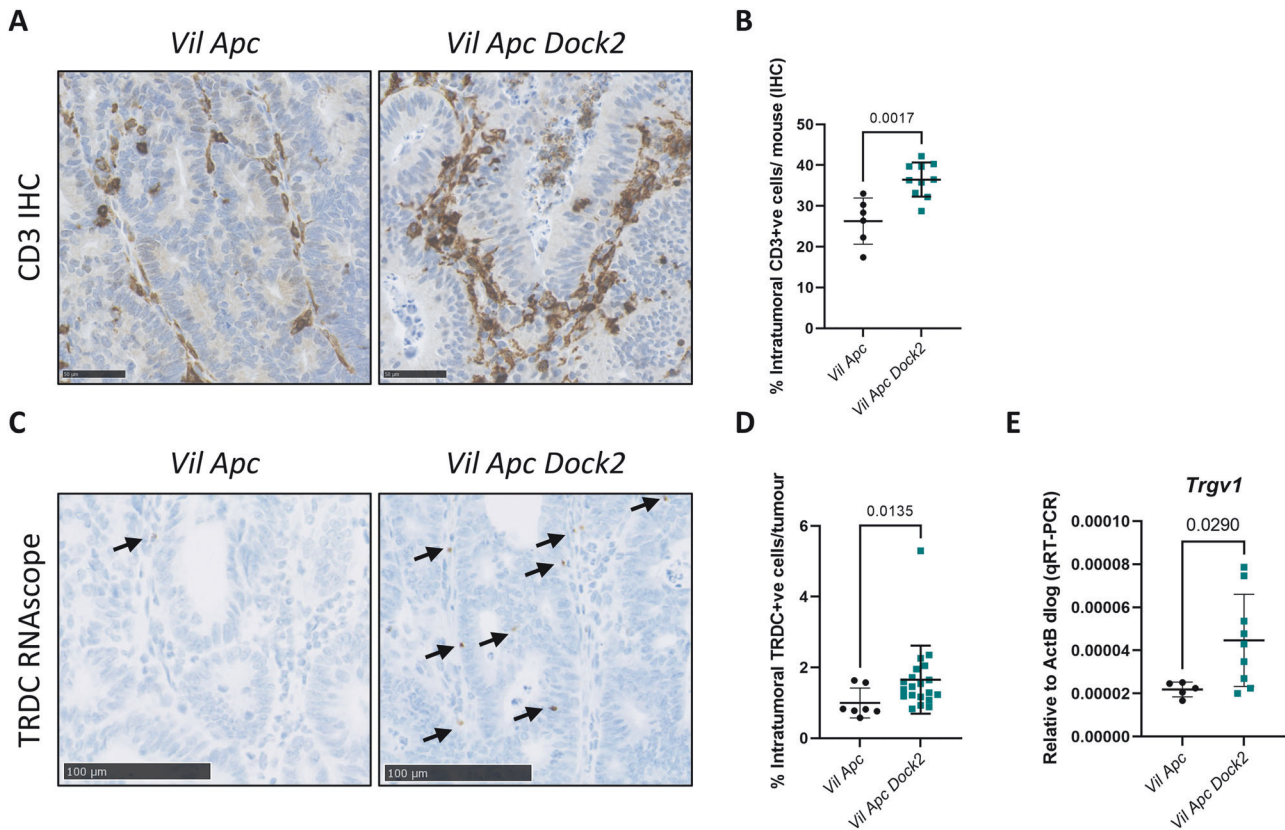 A
Vil Apc
Vil Apc Dock2
CD3 IHC
50 µm
50 µm
B
% Intratumoral CD3+ve cells/ mouse (IHC)
0.0017
50
40
30
20
10
0
Vil Apc
Vil Apc Dock2
C
Vil Apc
Vil Apc Dock2
TRDC RNAscope
100 µm
100 µm
D
% Intratumoral TRDC+ve cells/tumour
0.0135
6
4
2
0
Vil Apc
Vil Apc Dock2
E
Trgv1
Relative to ActB dlog (qRT-PCR)
0.0290
0.00010
0.00008
0.00006
0.00004
0.00002
0.00000
Vil Apc
Vil Apc Dock2